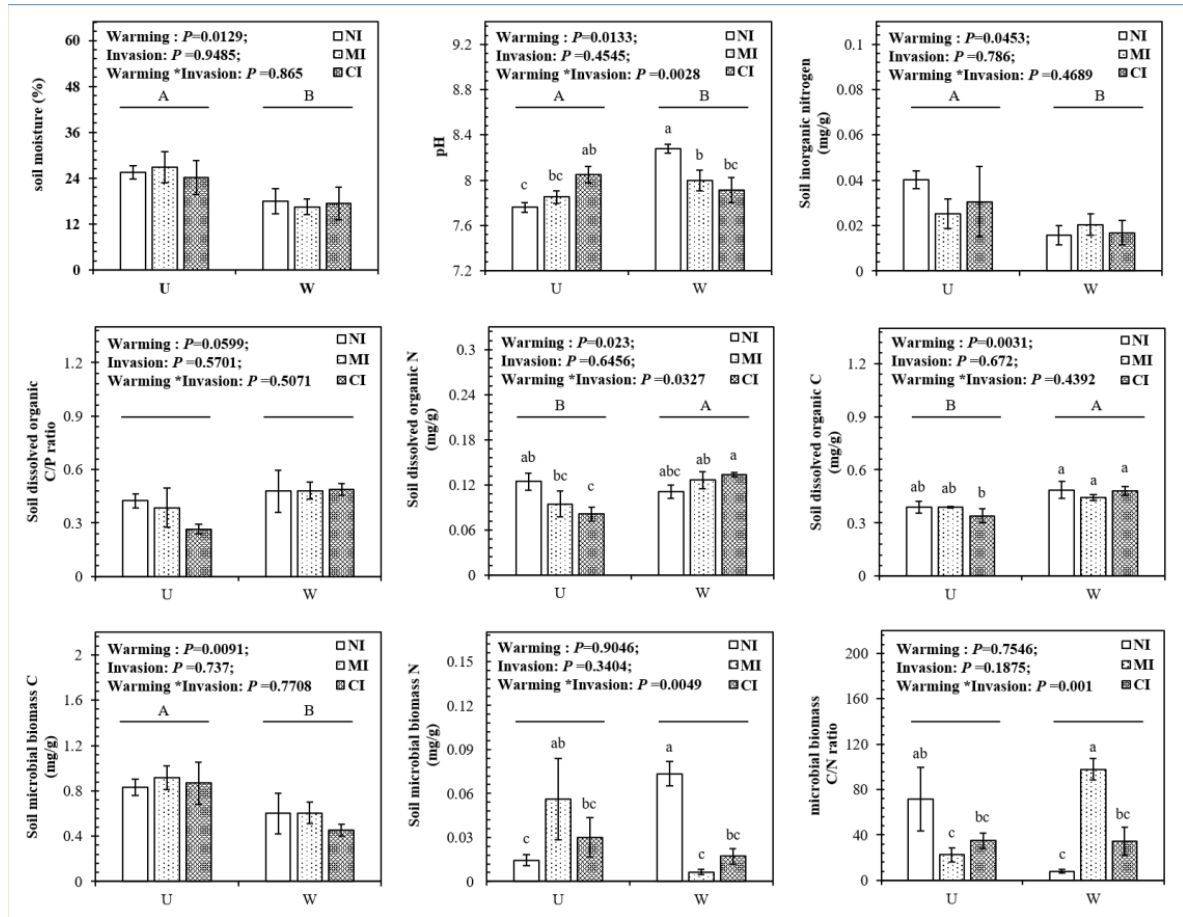 Warming : P=0.0129;
Invasion: P =0.9485;
Warming *Invasion: P =0.865
NI
MI
CI
A
B
60
48
36
24
12
0
soil moisture (%)
U
W
Warming : P=0.0133;
Invasion: P =0.4545;
Warming *Invasion: P =0.0028
NI
MI
CI
A
B
9.2
8.8
8.4
8
7.6
7.2
pH
c
bc
ab
a
b
bc
U
W
Warming : P=0.0453;
Invasion: P =0.786;
Warming *Invasion: P =0.4689
NI
MI
CI
A
B
0.1
0.08
0.06
0.04
0.02
0
Soil inorganic nitrogen
(mg/g)
U
W
Warming : P=0.0599;
Invasion: P =0.5701;
Warming *Invasion: P =0.5071
NI
MI
CI
1.2
0.9
0.6
0.3
0
Soil dissolved organic
C/P ratio
U
W
Warming : P=0.023;
Invasion: P =0.6456;
Warming *Invasion: P =0.0327
NI
MI
CI
B
A
0.3
0.24
0.18
0.12
0.06
0
Soil dissolved organic N
(mg/g)
ab
bc
c
abc
ab
a
U
W
Warming : P=0.0031;
Invasion: P =0.672;
Warming *Invasion: P =0.4392
NI
MI
CI
B
A
1.2
0.9
0.6
0.3
0
Soil dissolved organic C
(mg/g)
ab
ab
b
a
a
a
U
W
Warming : P=0.0091;
Invasion: P =0.737;
Warming *Invasion: P =0.7708
NI
MI
CI
A
B
2
1.6
1.2
0.8
0.4
0
Soil microbial biomass C
(mg/g)
U
W
Warming : P=0.9046;
Invasion: P =0.3404;
Warming *Invasion: P =0.0049
NI
MI
CI
0.15
0.12
0.09
0.06
0.03
0
Soil microbial biomass N
(mg/g)
c
ab
bc
a
c
bc
U
W
Warming : P=0.7546;
Invasion: P =0.1875;
Warming *Invasion: P =0.001
NI
MI
CI
200
160
120
80
40
0
microbial biomass
C/N ratio
ab
c
bc
c
a
bc
U
W